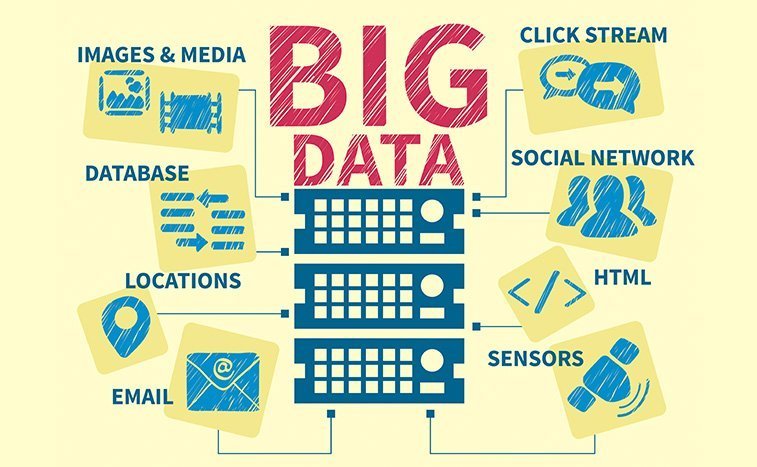 BIG
DATA
IMAGES & MEDIA
DATABASE
LOCATIONS
@
EMAIL
CLICK STREAM
SOCIAL NETWORK
</>
HTML
SENSORS